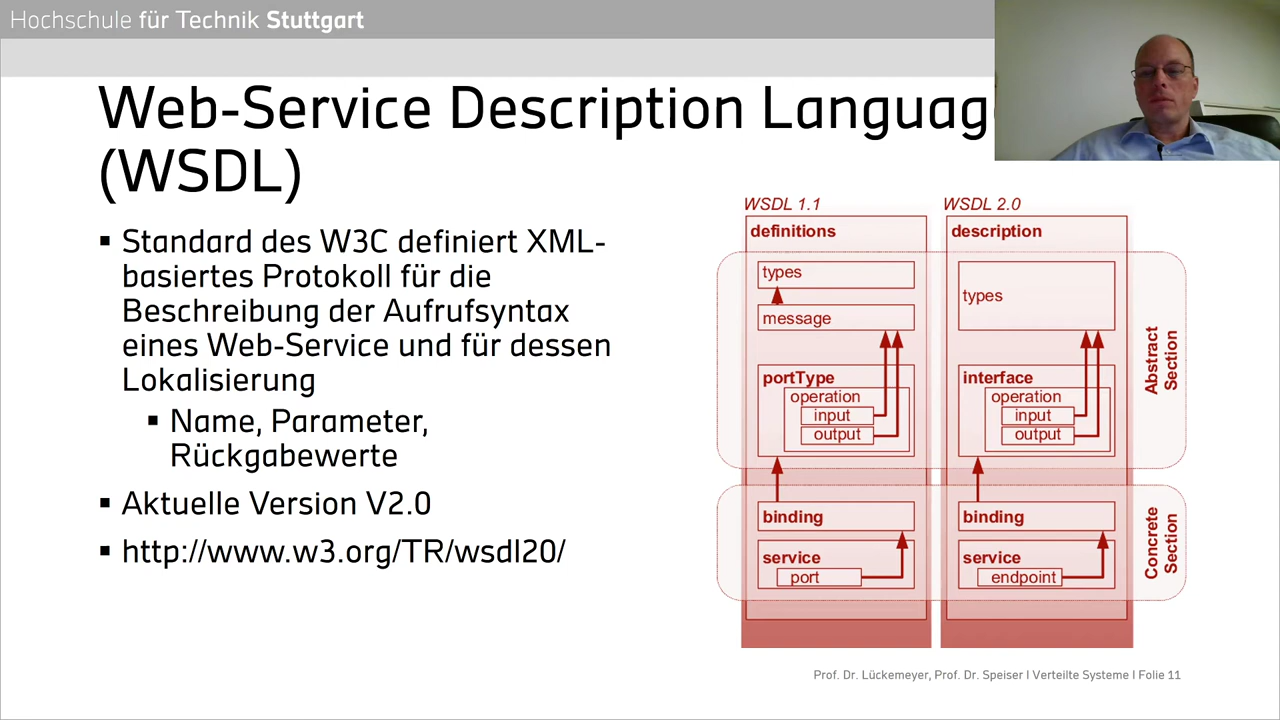 Hochschule für Technik Stuttgart
Web-Service Description Languag
(WSDL)
▪ Standard des W3C definiert XML-
basiertes Protokoll für die
Beschreibung der Aufrufsyntax
eines Web-Service und für dessen
Lokalisierung
▪ Name, Parameter,
Rückgabewerte
▪ Aktuelle Version V2.0
▪ http://www.w3.org/TR/wsdl20/
WSDL 1.1
definitions
types
message
portType
operation
input
output
binding
service
port
WSDL 2.0
description
types
interface
operation
input
output
binding
service
endpoint
Abstract
Section
Concrete
Section
Prof. Dr. Lückemeyer, Prof. Dr. Speiser I Verteilte Systeme I Folie 11